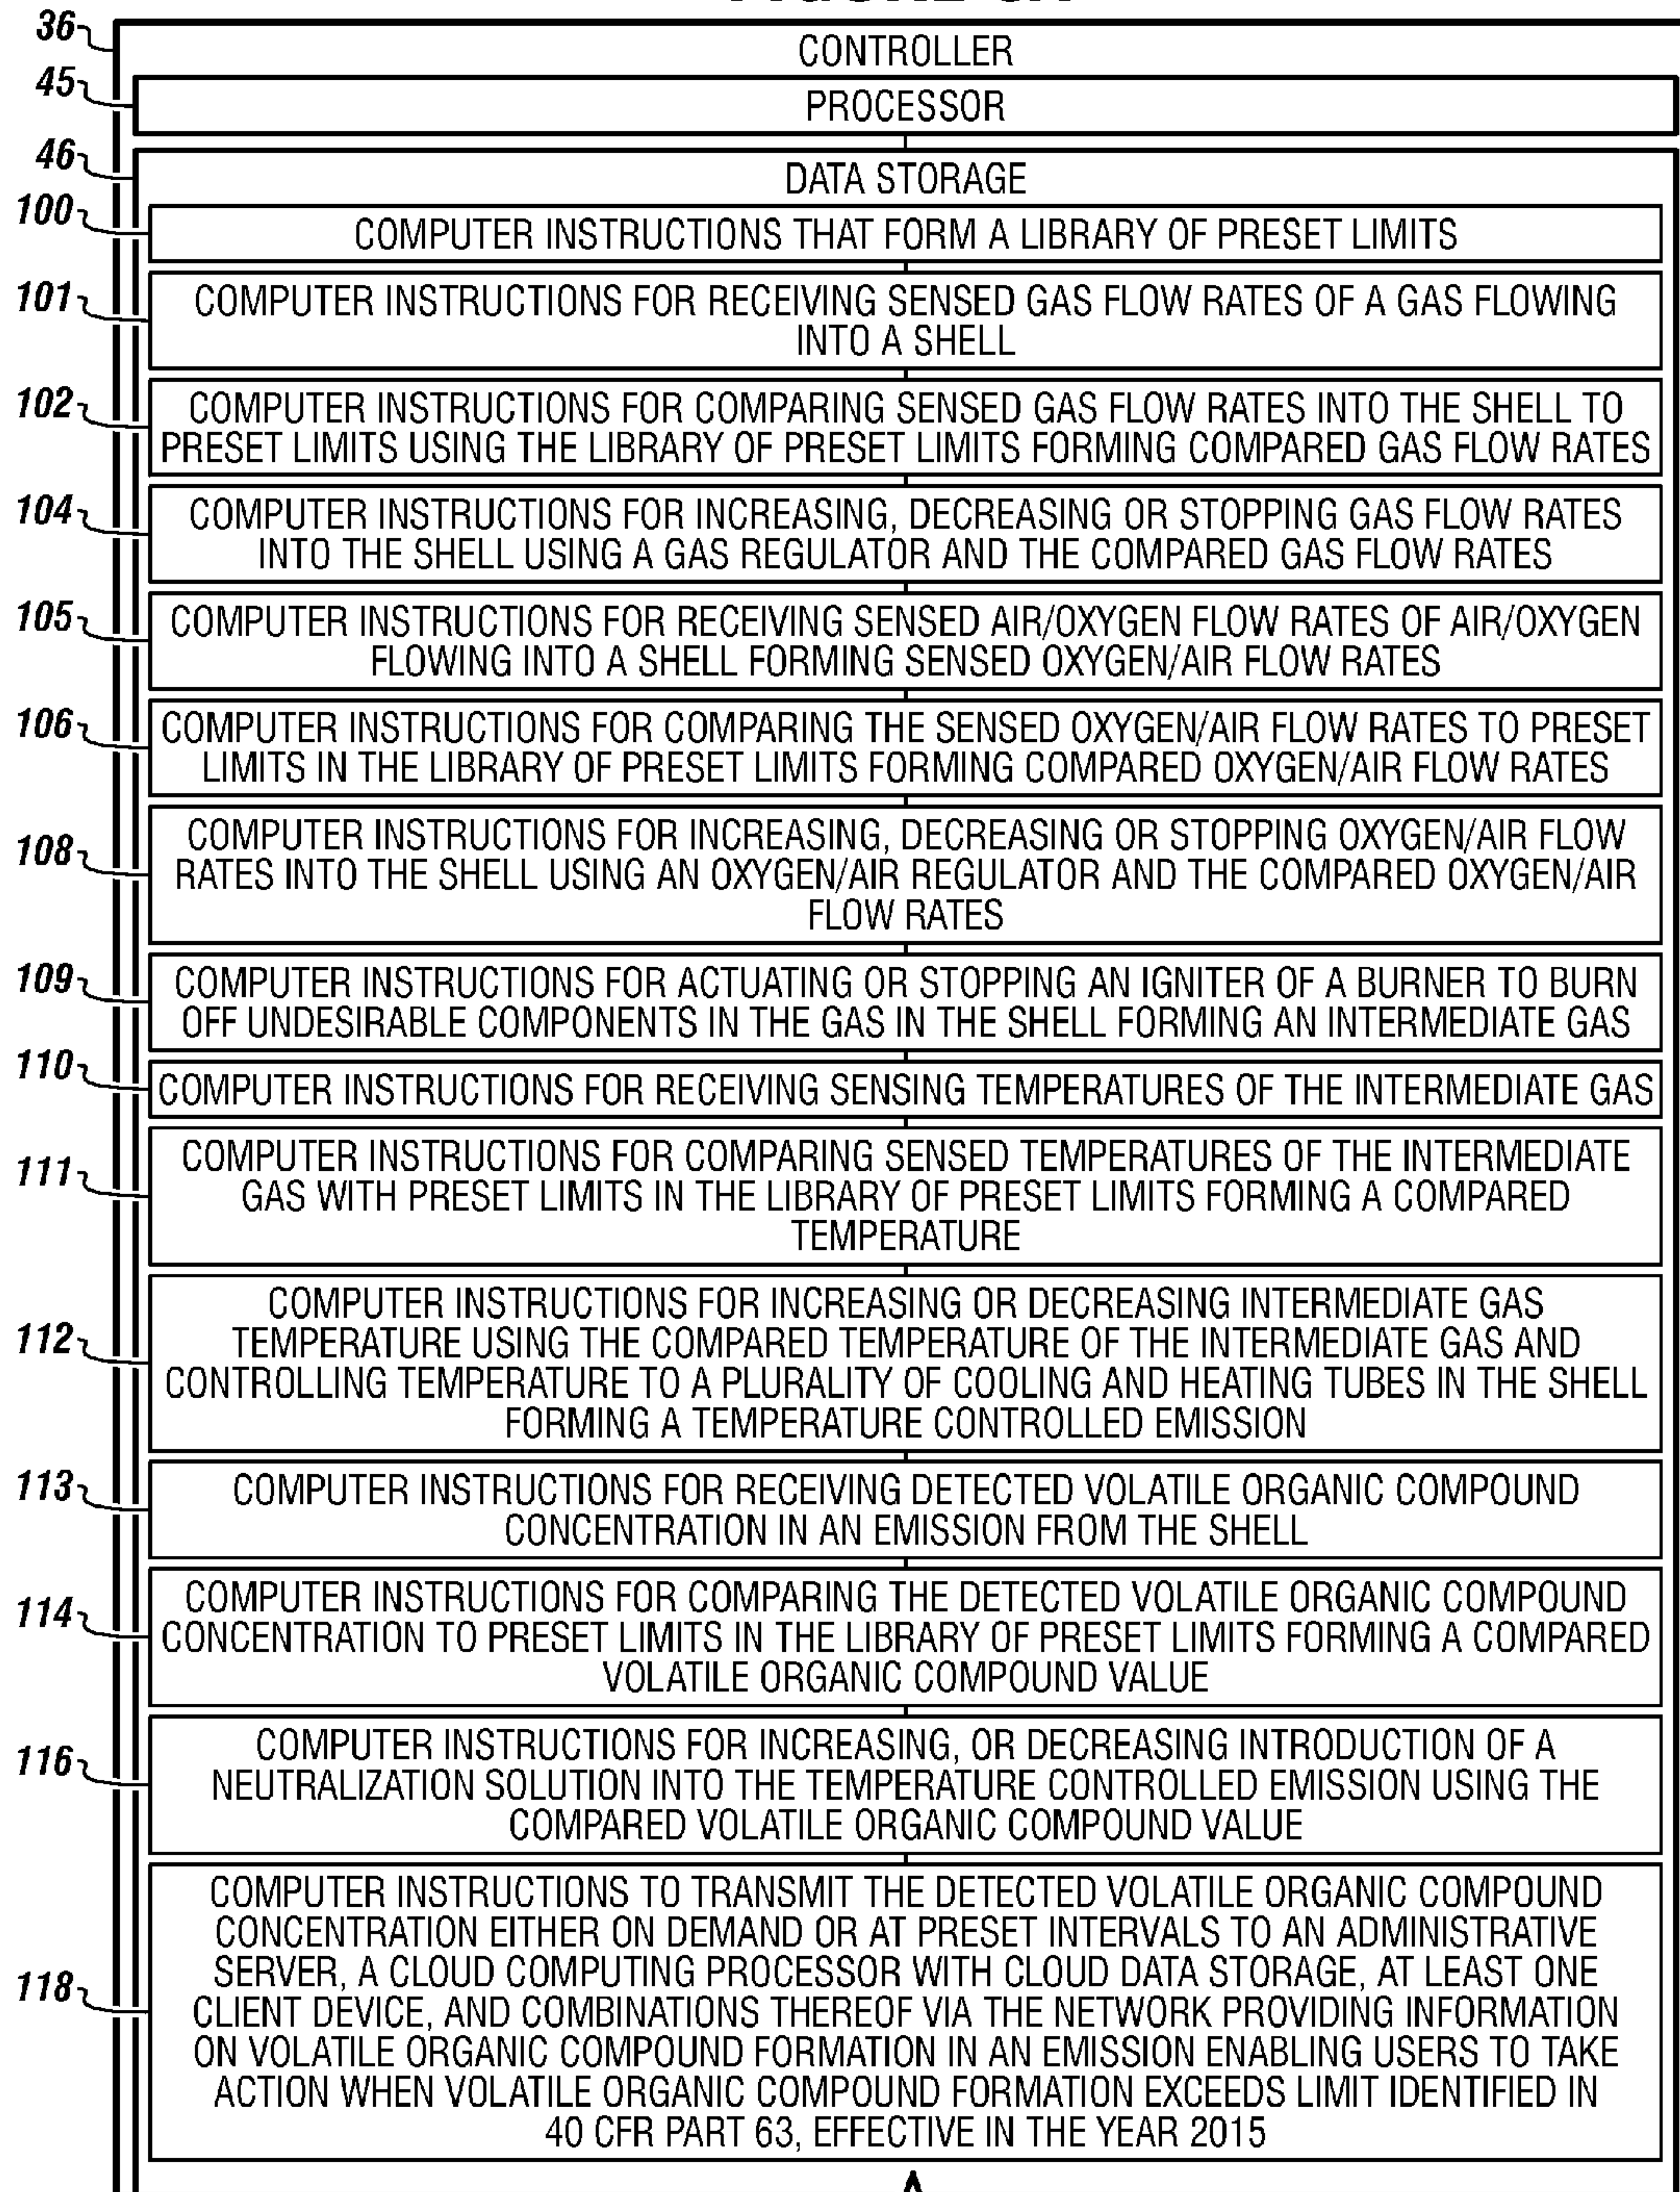 36
CONTROLLER
45
PROCESSOR
46
DATA STORAGE
100
COMPUTER INSTRUCTIONS THAT FORM A LIBRARY OF PRESET LIMITS
101
COMPUTER INSTRUCTIONS FOR RECEIVING SENSED GAS FLOW RATES OF A GAS FLOWING
INTO A SHELL
102
COMPUTER INSTRUCTIONS FOR COMPARING SENSED GAS FLOW RATES INTO THE SHELL TO
PRESET LIMITS USING THE LIBRARY OF PRESET LIMITS FORMING COMPARED GAS FLOW RATES
104
COMPUTER INSTRUCTIONS FOR INCREASING, DECREASING OR STOPPING GAS FLOW RATES
INTO THE SHELL USING A GAS REGULATOR AND THE COMPARED GAS FLOW RATES
105
COMPUTER INSTRUCTIONS FOR RECEIVING SENSED AIR/OXYGEN FLOW RATES OF AIR/OXYGEN
FLOWING INTO A SHELL FORMING SENSED OXYGEN/AIR FLOW RATES
106
COMPUTER INSTRUCTIONS FOR COMPARING THE SENSED OXYGEN/AIR FLOW RATES TO PRESET
LIMITS IN THE LIBRARY OF PRESET LIMITS FORMING COMPARED OXYGEN/AIR FLOW RATES
108
COMPUTER INSTRUCTIONS FOR INCREASING, DECREASING OR STOPPING OXYGEN/AIR FLOW
RATES INTO THE SHELL USING AN OXYGEN/AIR REGULATOR AND THE COMPARED OXYGEN/AIR
FLOW RATES
109
COMPUTER INSTRUCTIONS FOR ACTUATING OR STOPPING AN IGNITER OF A BURNER TO BURN
OFF UNDESIRABLE COMPONENTS IN THE GAS IN THE SHELL FORMING AN INTERMEDIATE GAS
110
COMPUTER INSTRUCTIONS FOR RECEIVING SENSING TEMPERATURES OF THE INTERMEDIATE GAS
111
COMPUTER INSTRUCTIONS FOR COMPARING SENSED TEMPERATURES OF THE INTERMEDIATE
GAS WITH PRESET LIMITS IN THE LIBRARY OF PRESET LIMITS FORMING A COMPARED
TEMPERATURE
112
COMPUTER INSTRUCTIONS FOR INCREASING OR DECREASING INTERMEDIATE GAS
TEMPERATURE USING THE COMPARED TEMPERATURE OF THE INTERMEDIATE GAS AND
CONTROLLING TEMPERATURE TO A PLURALITY OF COOLING AND HEATING TUBES IN THE SHELL
FORMING A TEMPERATURE CONTROLLED EMISSION
113
COMPUTER INSTRUCTIONS FOR RECEIVING DETECTED VOLATILE ORGANIC COMPOUND
CONCENTRATION IN AN EMISSION FROM THE SHELL
114
COMPUTER INSTRUCTIONS FOR COMPARING THE DETECTED VOLATILE ORGANIC COMPOUND
CONCENTRATION TO PRESET LIMITS IN THE LIBRARY OF PRESET LIMITS FORMING A COMPARED
VOLATILE ORGANIC COMPOUND VALUE
116
COMPUTER INSTRUCTIONS FOR INCREASING, OR DECREASING INTRODUCTION OF A
NEUTRALIZATION SOLUTION INTO THE TEMPERATURE CONTROLLED EMISSION USING THE
COMPARED VOLATILE ORGANIC COMPOUND VALUE
118
COMPUTER INSTRUCTIONS TO TRANSMIT THE DETECTED VOLATILE ORGANIC COMPOUND
CONCENTRATION EITHER ON DEMAND OR AT PRESET INTERVALS TO AN ADMINISTRATIVE
SERVER, A CLOUD COMPUTING PROCESSOR WITH CLOUD DATA STORAGE, AT LEAST ONE
CLIENT DEVICE, AND COMBINATIONS THEREOF VIA THE NETWORK PROVIDING INFORMATION
ON VOLATILE ORGANIC COMPOUND FORMATION IN AN EMISSION ENABLING USERS TO TAKE
ACTION WHEN VOLATILE ORGANIC COMPOUND FORMATION EXCEEDS LIMIT IDENTIFIED IN
40 CFR PART 63, EFFECTIVE IN THE YEAR 2015